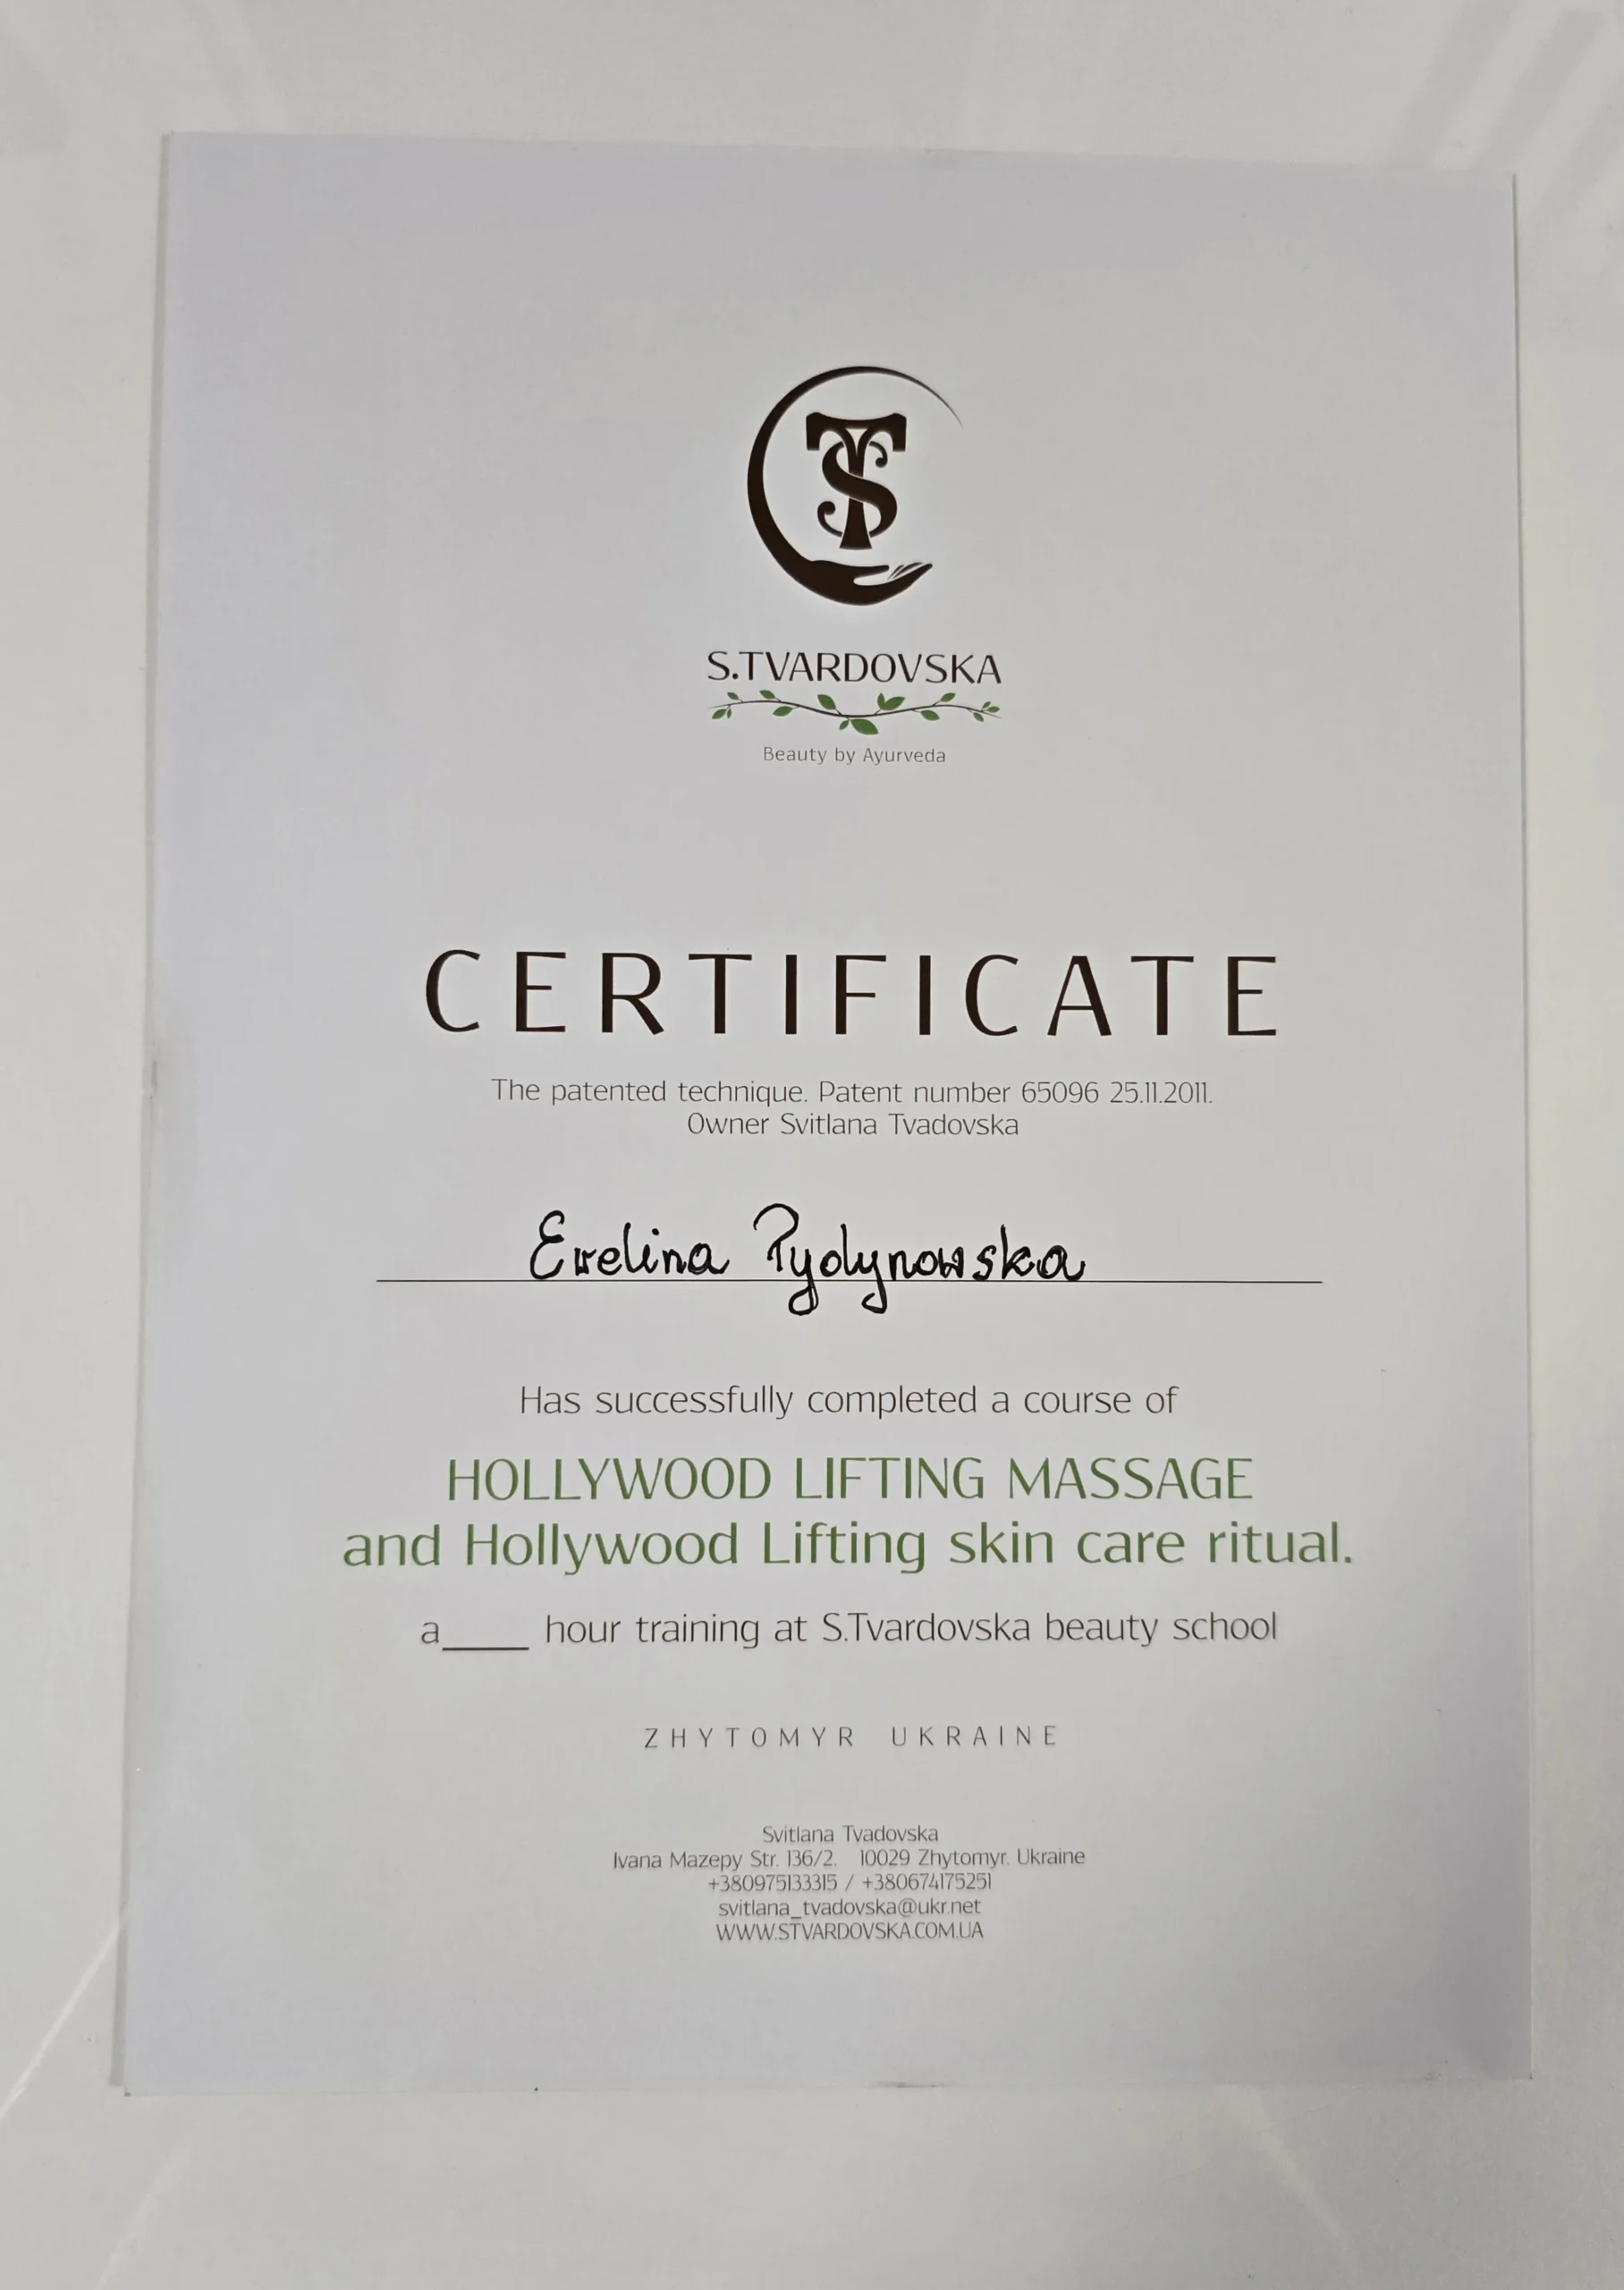 TS
S.TVARDOVSKA
Beauty by Ayurveda
CERTIFICATE
The patented technique. Patent number 65096 25.11.2011.
Owner Svitlana Tvadovska
Ewelina Pydynowska
Has successfully completed a course of
HOLLYWOOD LIFTING MASSAGE
and Hollywood Lifting skin care ritual.
a____ hour training at S.Tvardovska beauty school
ZHYTOMYR UKRAINE
Svitlana Tvadovska
Ivana Mazepy Str. 136/2. 10029 Zhytomyr. Ukraine
+380975133315 / +380674175251
svitlana_tvadovska@ukr.net
WWW.STVARDOVSKA.COM.UA